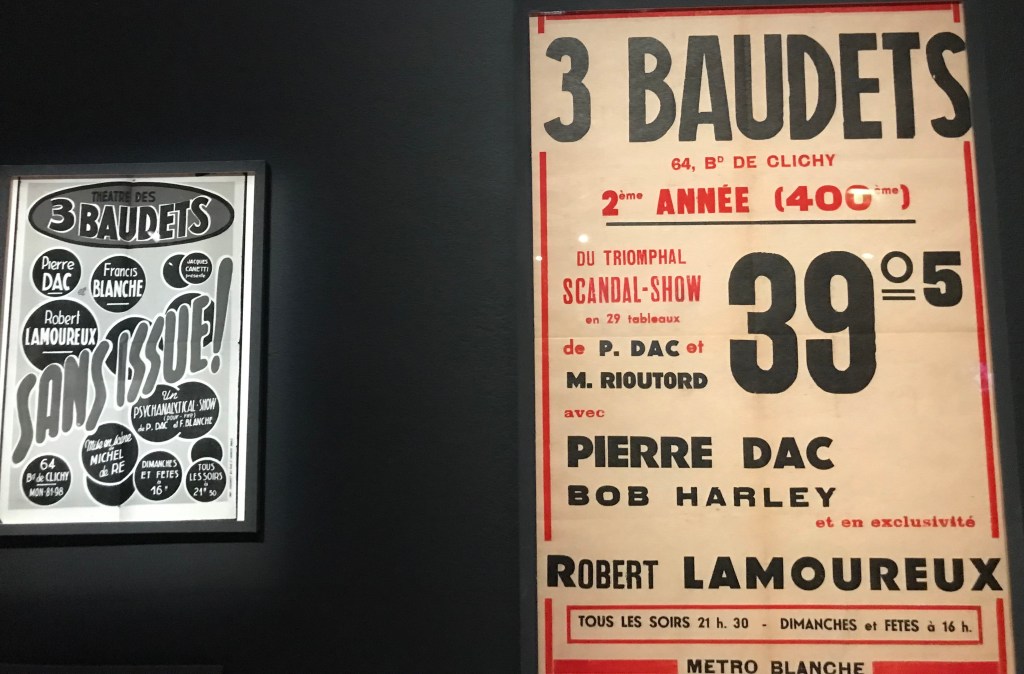 THEATRE DES
3 BAUDETS
Pierre
DAC
et
Francis
BLANCHE
JACQUES
CANETTI
présente
Robert
LAMOUREUX
SANS ISSUE!
Un
PSYCHANALYTICAL-SHOW
de P. DAC et F. BLANCHE
Mise en scène
MICHEL
de RÉ
64
Bd de CLICHY
MON-81-98
DIMANCHES
ET FETES
à
16H
TOUS
LES SOIRS
à
21H30
3 BAUDETS
64, BD DE CLICHY
2ème ANNÉE (400ème)
DU TRIOMPHAL
SCANDAL-SHOW
en 29 tableaux
39°5
de P. DAC et
M. RIOUTORD
avec
PIERRE DAC
BOB HARLEY
et en exclusivité
ROBERT LAMOUREUX
TOUS LES SOIRS 21 h. 30 - DIMANCHES et FETES à 16 h.
METRO BLANCHE